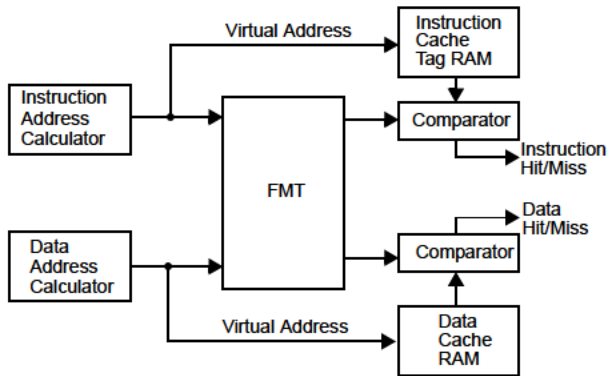 Virtual Address
Instruction
Cache
Tag RAM
Instruction
Address
Calculator
Comparator
Instruction
Hit/Miss
FMT
Data
Hit/Miss
Data
Address
Calculator
Comparator
Virtual Address
Data
Cache
RAM